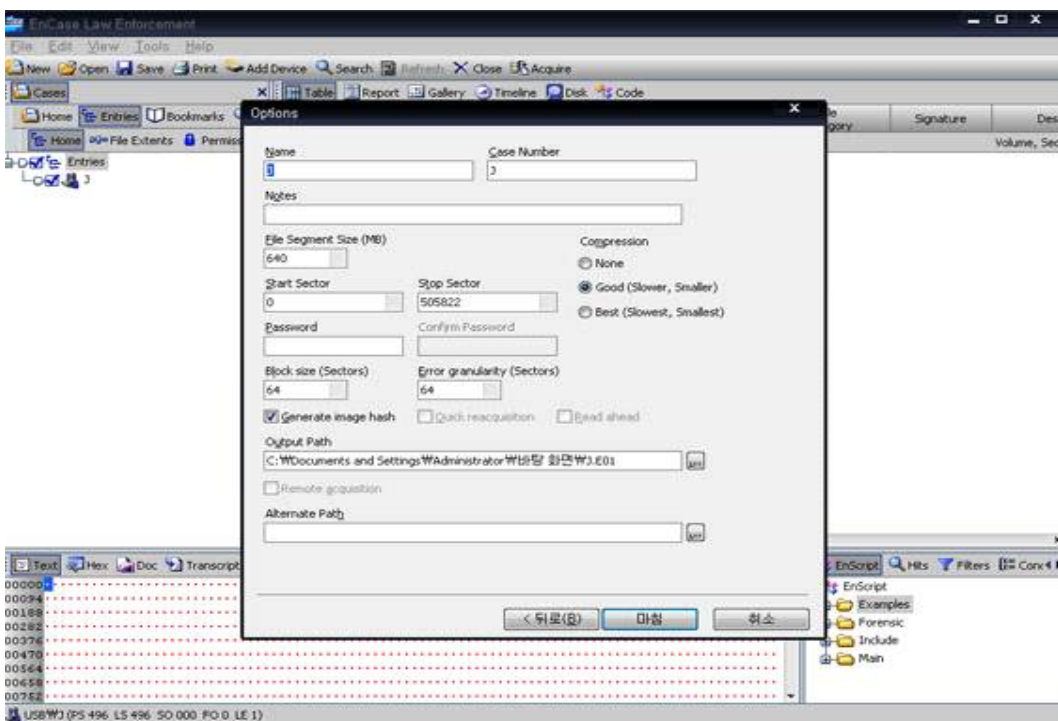 EnCase Law Enforcement
File Edit View Tools Help
New Open Save Print Add Device Search Refresh Close Acquire
Cases
Table Report Gallery Timeline Disk Code
Home Entries Bookmarks
Home File Extents Permiss
Signature
Volume, Sec
Entries
J
Options
Name
Case Number
J
J
Notes
File Segment Size (MB)
640
Compression
None
Good (Slower, Smaller)
Best (Slowest, Smallest)
Start Sector
Stop Sector
0
505822
Password
Confirm Password
Block size (Sectors)
Error granularity (Sectors)
64
64
Generate image hash
Quick reacquisition
Read ahead
Output Path
C:₩Documents and Settings₩Administrator₩바탕 화면₩J.E01
Remote acquisition
Alternate Path
< 뒤로(B)
마침
취소
Text Hex Doc Transcript
EnScript Hits Filters
00000
00094
00188
00282
00376
00470
00564
00658
00752
EnScript
Examples
Forensic
Include
Main
USB₩J (PS 496 LS 496 SO 000 FO 0 LE 1)